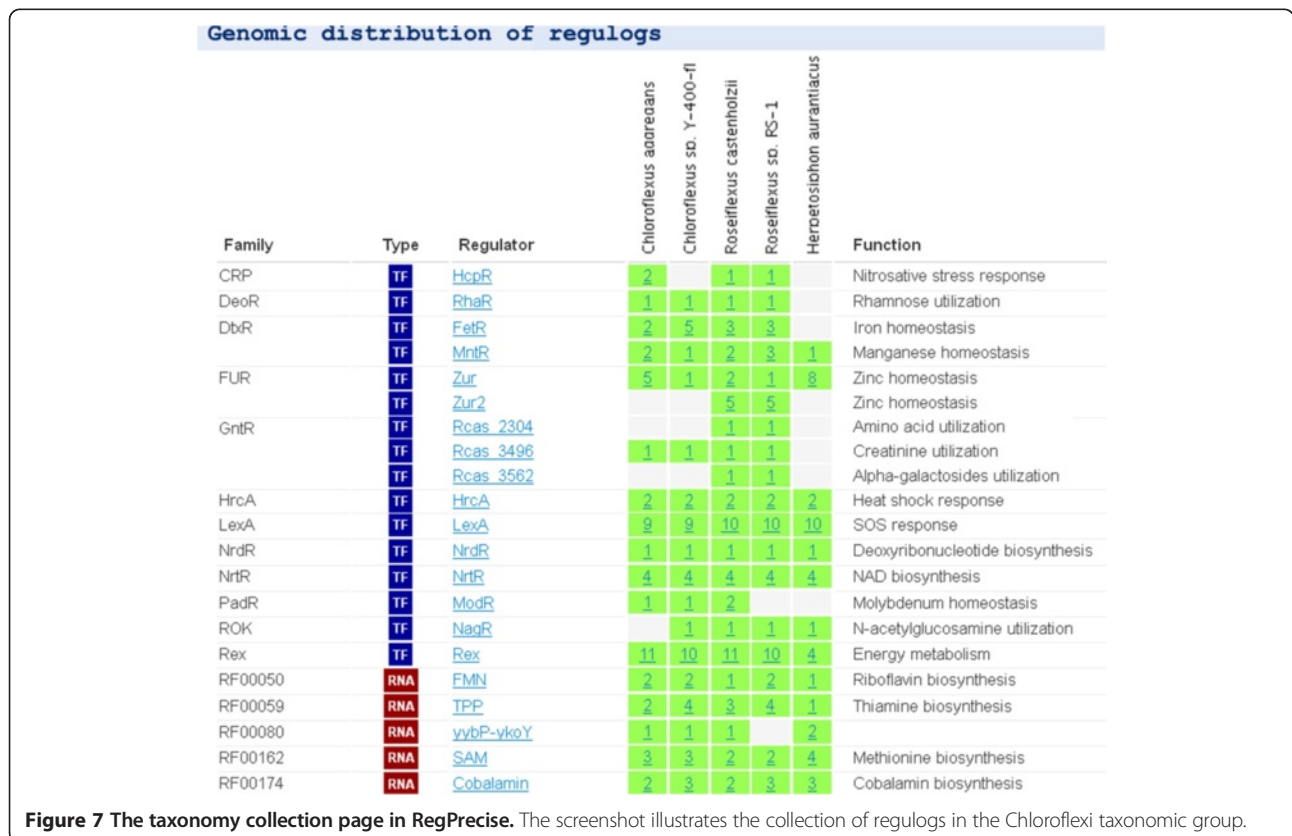 Genomic distribution of regulogs
Chloroflexus aggregans
Chloroflexus sp. Y-400-fl
Roseiflexus castenholzii
Roseiflexus sp. RS-1
Herpetosiphon aurantiacus
Family Type Regulator Function
CRP TF HcpR 2 1 1 Nitrosative stress response
DeoR TF RhaR 1 1 1 1 Rhamnose utilization
DtxR TF FetR 2 5 3 3 Iron homeostasis
TF MntR 2 1 2 3 1 Manganese homeostasis
FUR TF Zur 5 1 2 1 8 Zinc homeostasis
TF Zur2 5 5 Zinc homeostasis
GntR TF Rcas_2304 1 1 Amino acid utilization
TF Rcas_3496 1 1 1 1 Creatinine utilization
TF Rcas_3562 1 1 Alpha-galactosides utilization
HrcA TF HrcA 2 2 2 2 2 Heat shock response
LexA TF LexA 9 9 10 10 10 SOS response
NrdR TF NrdR 1 1 1 1 1 Deoxyribonucleotide biosynthesis
NrtR TF NrtR 4 4 4 4 4 NAD biosynthesis
PadR TF ModR 1 1 2 Molybdenum homeostasis
ROK TF NagR 1 1 1 1 N-acetylglucosamine utilization
Rex TF Rex 11 10 11 10 4 Energy metabolism
RF00050 RNA FMN 2 2 1 2 1 Riboflavin biosynthesis
RF00059 RNA TPP 2 4 3 4 1 Thiamine biosynthesis
RF00080 RNA yybP-ykoY 1 1 1 2
RF00162 RNA SAM 3 3 2 2 4 Methionine biosynthesis
RF00174 RNA Cobalamin 2 3 2 3 3 Cobalamin biosynthesis
Figure 7 The taxonomy collection page in RegPrecise. The screenshot illustrates the collection of regulogs in the Chloroflexi taxonomic group.